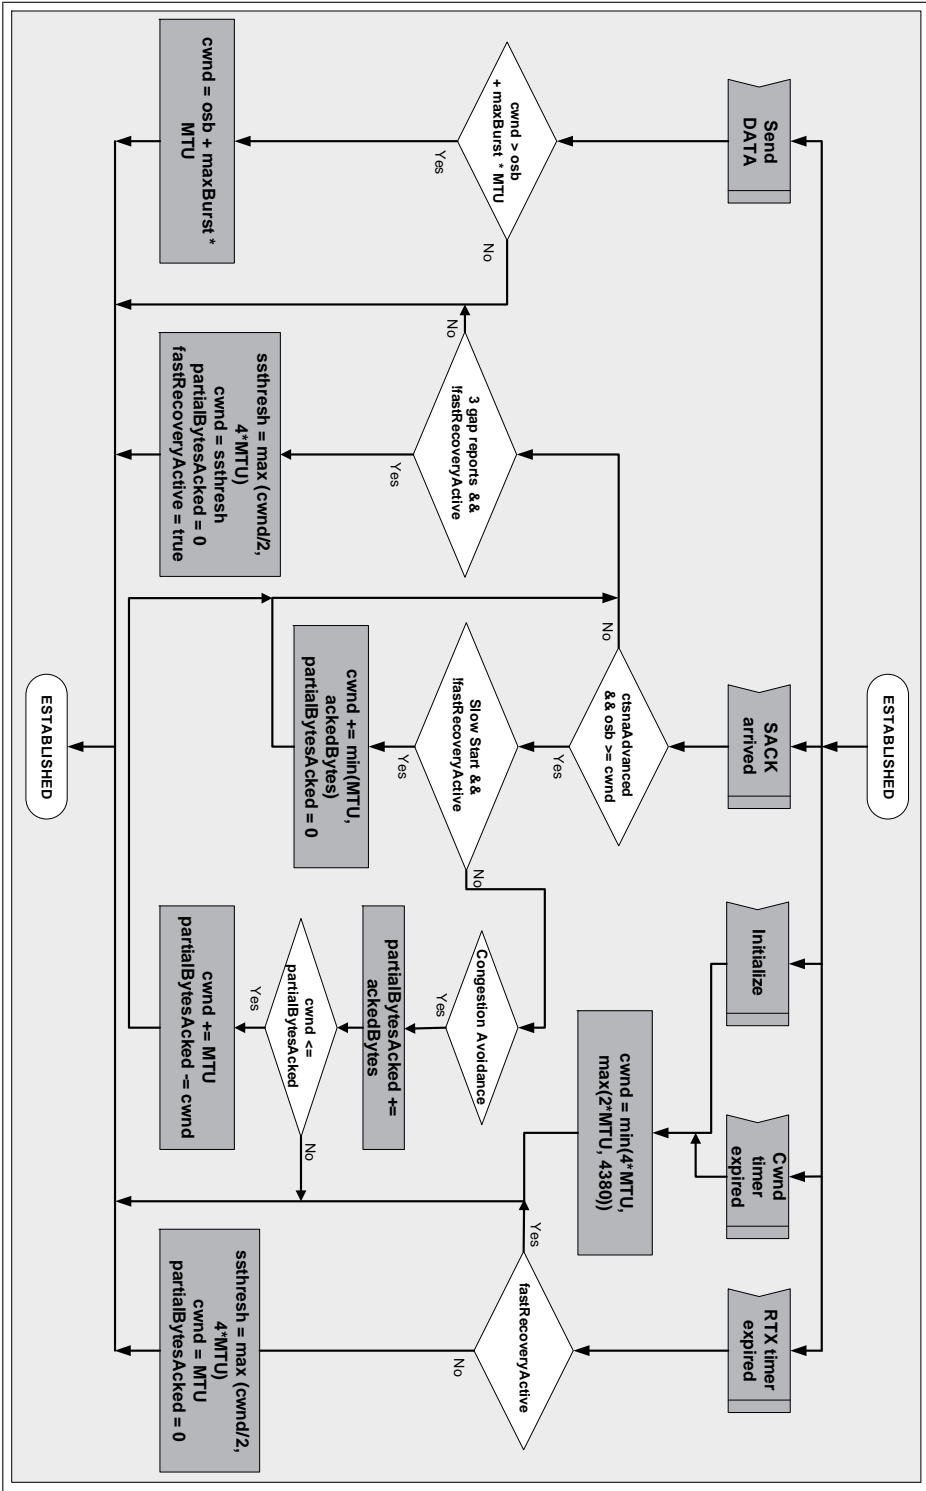 ESTABLISHED
Send
DATA
SACK
arrived
Initialize
Cwnd
timer
expired
RTX timer
expired
cwnd > osb
+ maxBurst * MTU
Yes
No
cwnd = osb + maxBurst *
MTU
ctsnaAdvanced
&& osb >= cwnd
No
Yes
3 gap reports &&
!fastRecoveryActive
No
Yes
ssthresh = max (cwnd/2,
4*MTU)
cwnd = ssthresh
partialBytesAcked = 0
fastRecoveryActive = true
Slow Start &&
!fastRecoveryActive
Yes
No
cwnd += min(MTU,
ackedBytes)
partialBytesAcked = 0
Congestion Avoidance
Yes
partialBytesAcked +=
ackedBytes
cwnd <=
partialBytesAcked
Yes
No
cwnd += MTU
partialBytesAcked -= cwnd
cwnd = min(4*MTU,
max(2*MTU, 4380))
fastRecoveryActive
Yes
No
ssthresh = max (cwnd/2,
4*MTU)
cwnd = MTU
partialBytesAcked = 0
ESTABLISHED